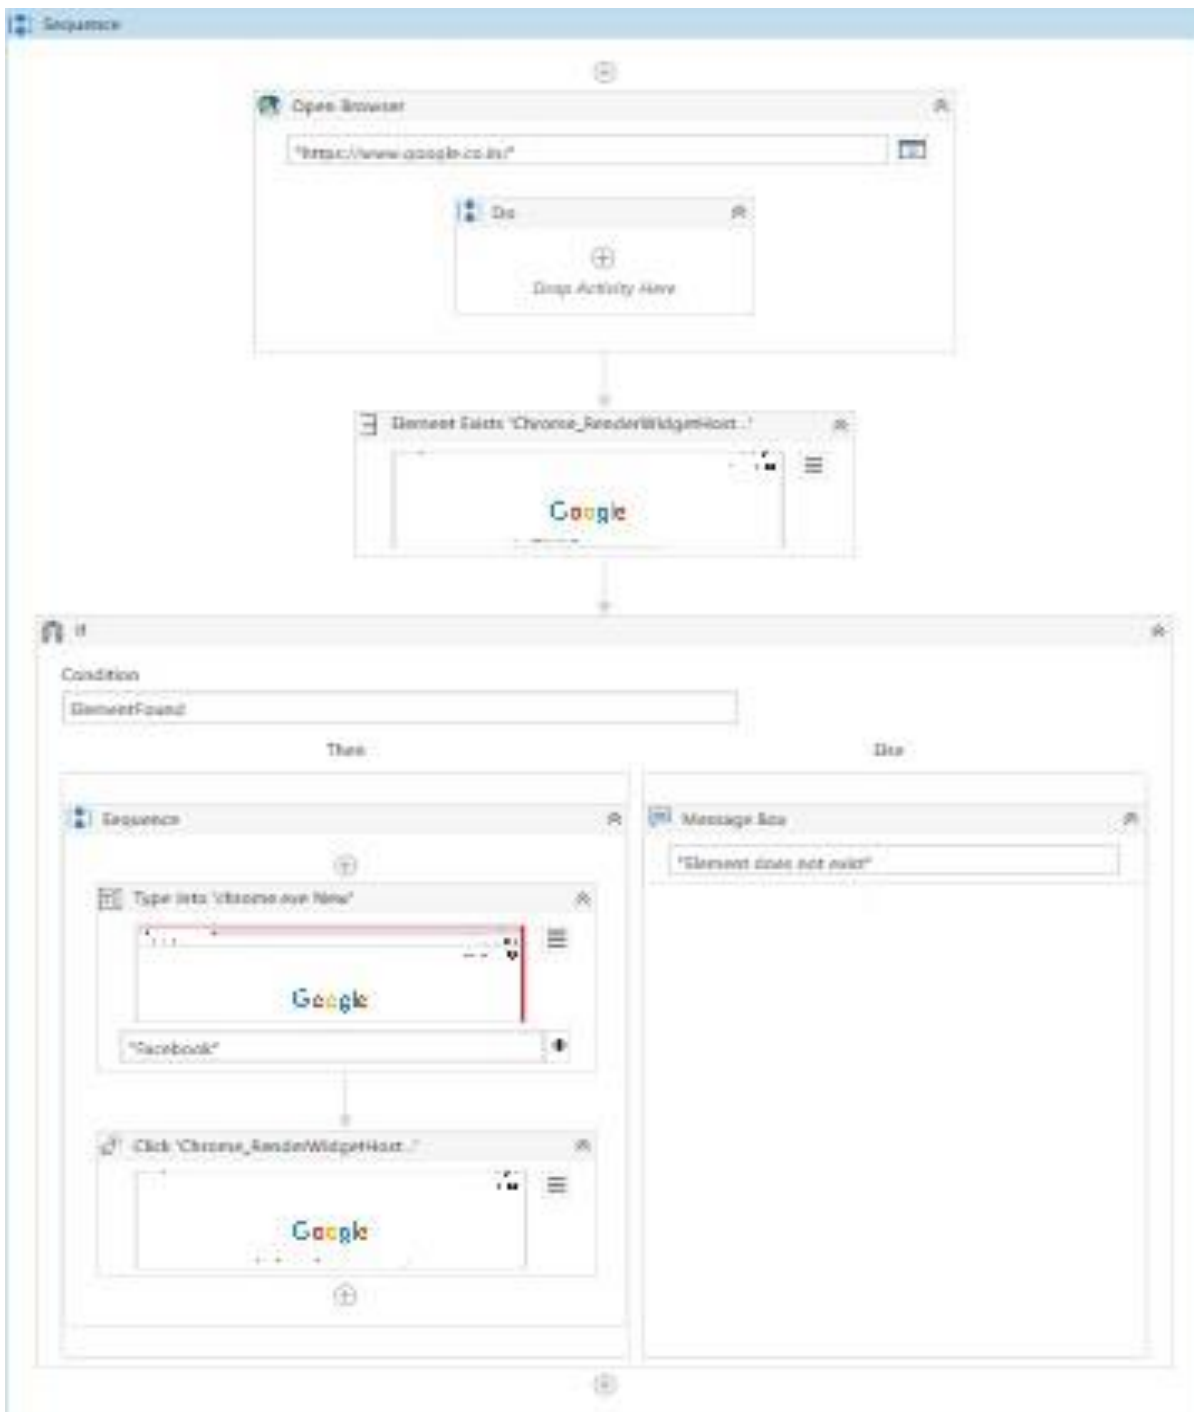 Sequence
Open Browser
"https://www.google.co.in/"
Do
Drop Activity Here
Element Exists 'Chrome_RenderWidgetHost...'
Google
If
Condition
ElementFound
Then
Else
Sequence
Message Box
"Element does not exist"
Type Into 'chrome.exe New'
Google
"Facebook"
Click 'Chrome_RenderWidgetHost...'
Google